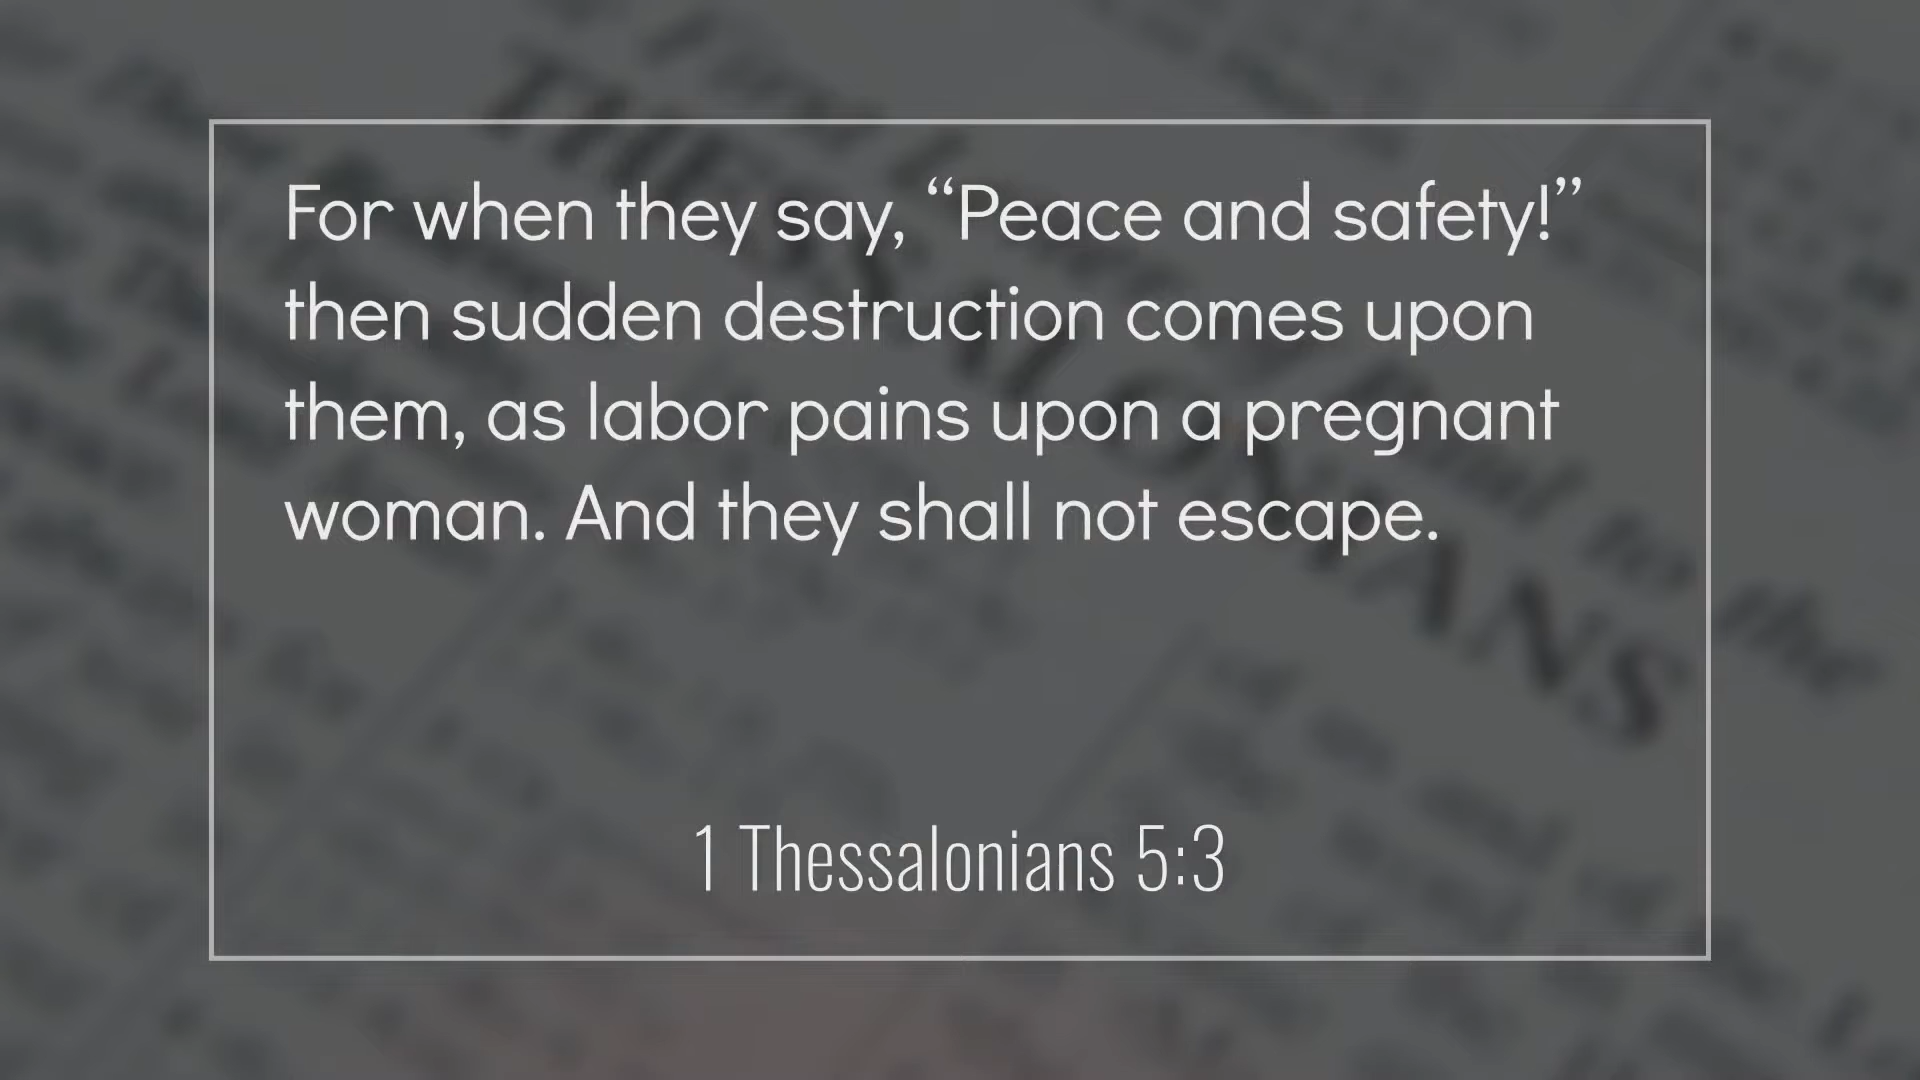 For when they say, “Peace and safety!”
then sudden destruction comes upon
them, as labor pains upon a pregnant
woman. And they shall not escape.
1 Thessalonians 5:3
THESSALONIANS